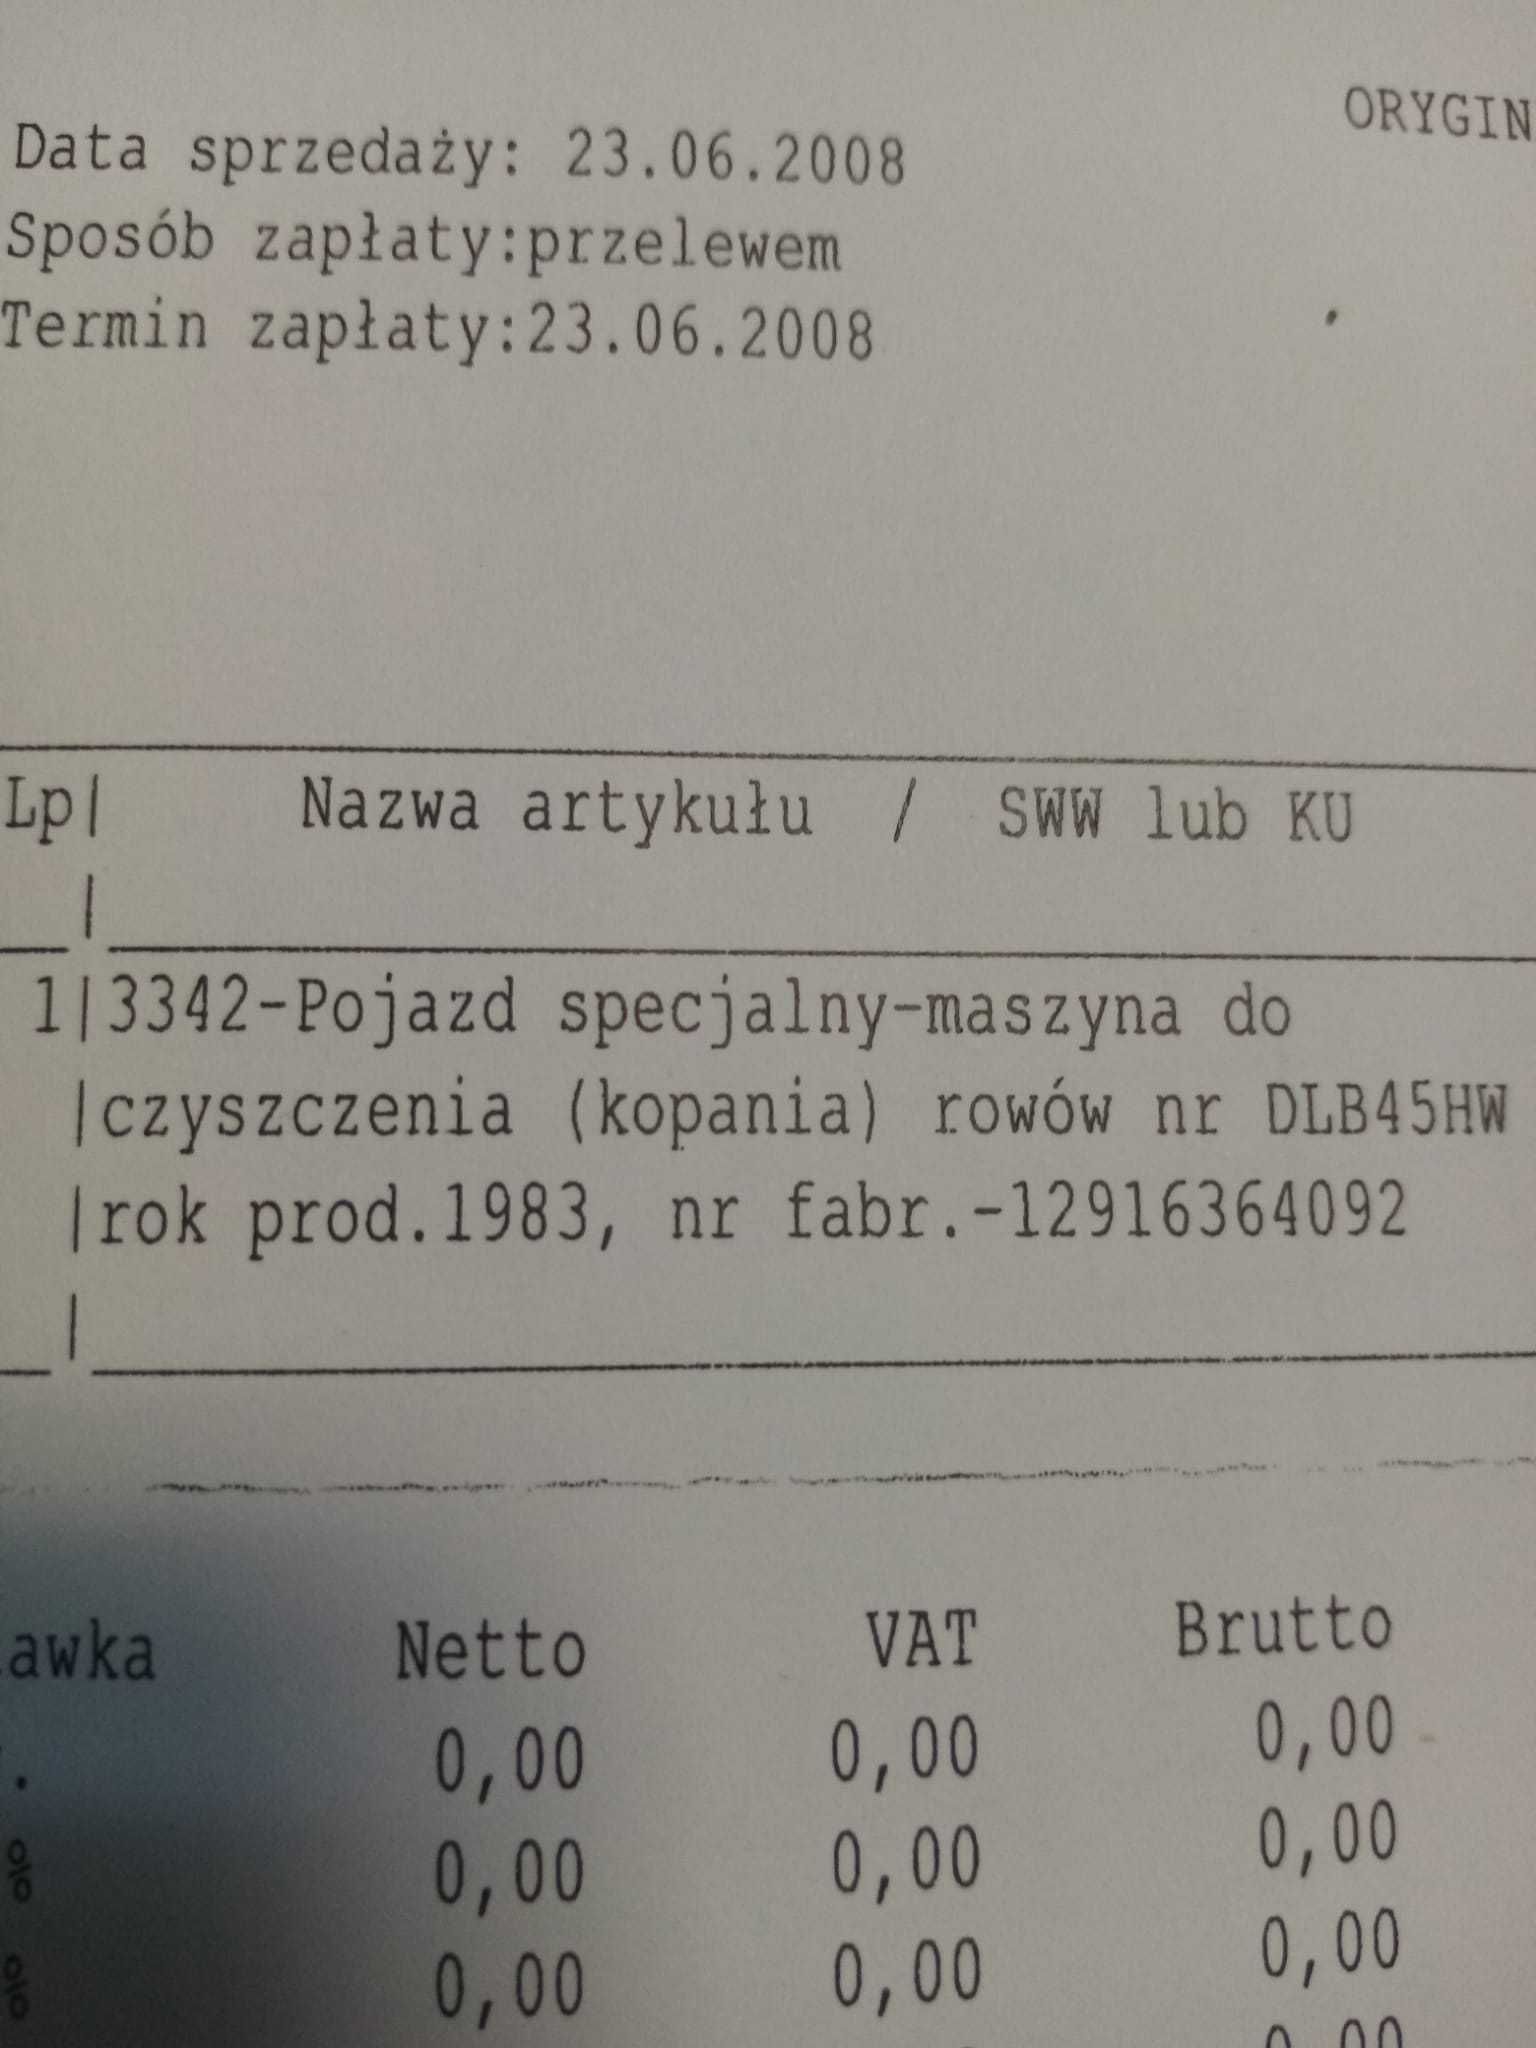 ORYGIN
Data sprzedaży: 23.06.2008
Sposób zapłaty:przelewem
Termin zapłaty:23.06.2008
Lp| Nazwa artykułu / SWW lub KU
|
1|3342-Pojazd specjalny-maszyna do
|czyszczenia (kopania) rowów nr DLB45HW
|rok prod.1983, nr fabr.-12916364092
|
awka Netto VAT Brutto
. 0,00 0,00 0,00
% 0,00 0,00 0,00
% 0,00 0,00 0,00
0,00